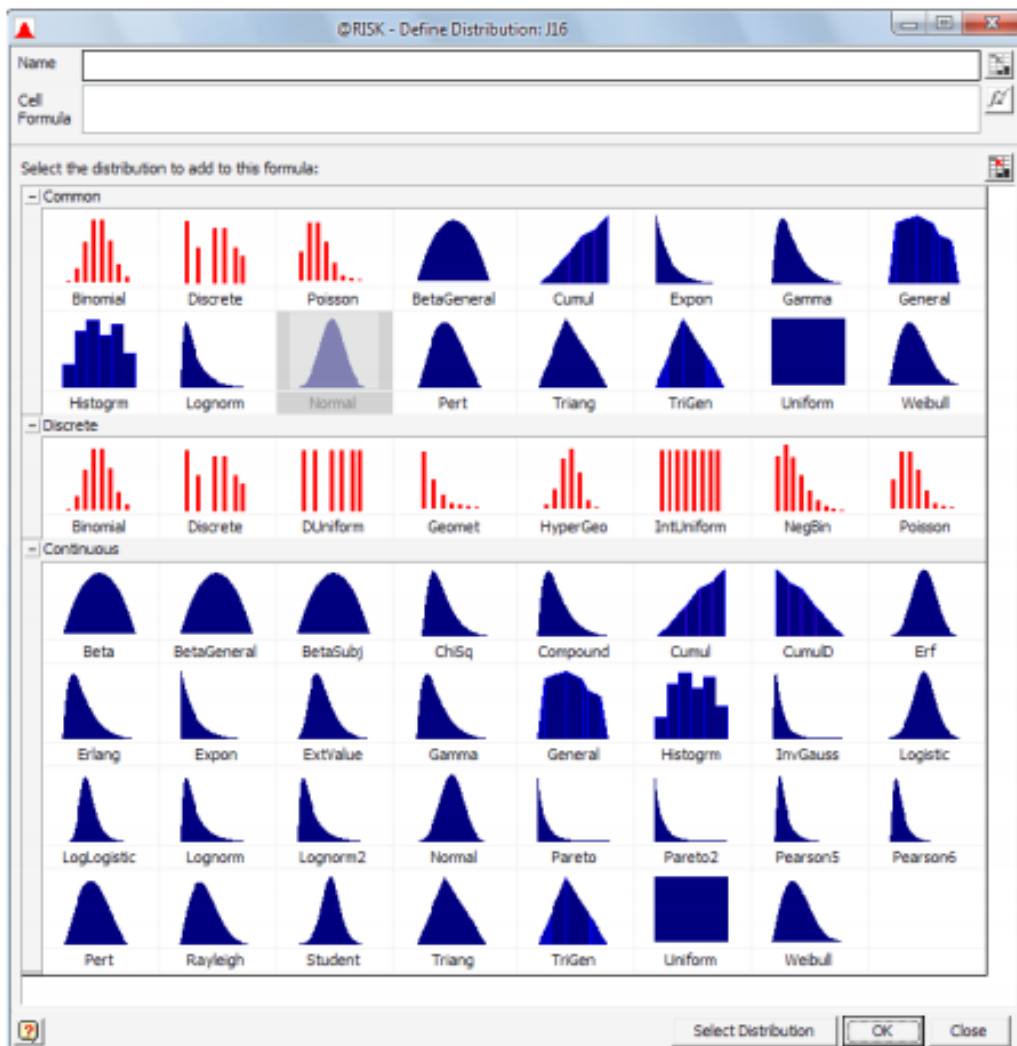 @RISK - Define Distribution: J16
Name
Cell
Formula
Select the distribution to add to this formula:
Common
Binomial Discrete Poisson BetaGeneral Cumul Expon Gamma General
Histogrm Lognorm Normal Pert Triang TriGen Uniform Weibull
Discrete
Binomial Discrete DUniform Geomet HyperGeo IntUniform NegBin Poisson
Continuous
Beta BetaGeneral BetaSubj ChiSq Compound Cumul CumulD Erf
Erlang Expon ExtValue Gamma General Histogrm InvGauss Logistic
LogLogistic Lognorm Lognorm2 Normal Pareto Pareto2 Pearson5 Pearson6
Pert Rayleigh Student Triang TriGen Uniform Weibull
Select Distribution OK Close